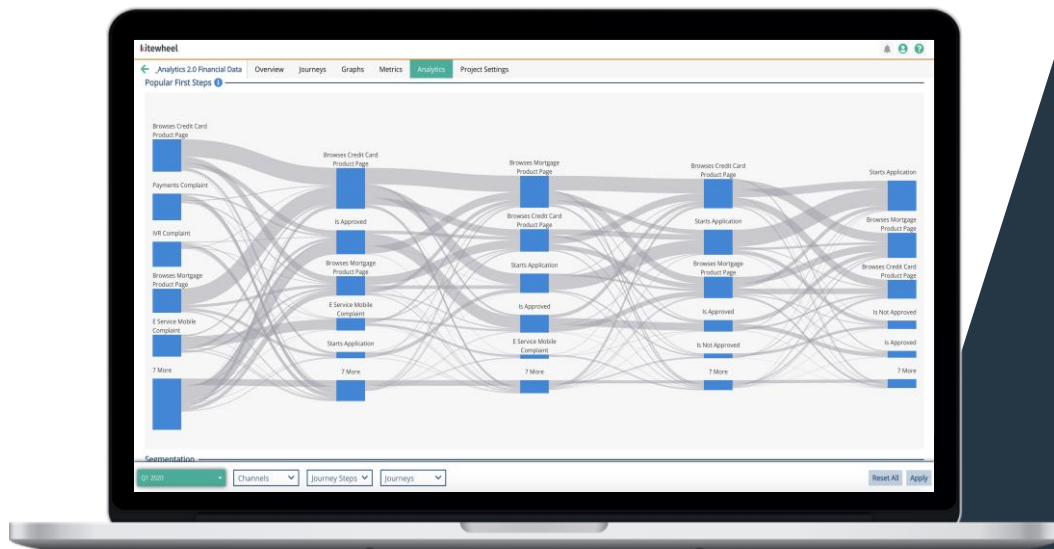 kitewheel
_Analytics 2.0 Financial Data Overview Journeys Graphs Metrics Analytics Project Settings
Popular First Steps
Browses Credit Card
Product Page
Payments Complaint
IVR Complaint
Browses Mortgage
Product Page
E Service Mobile
Complaint
7 More
Browses Credit Card
Product Page
Is Approved
Browses Mortgage
Product Page
E Service Mobile
Complaint
Starts Application
7 More
Browses Mortgage
Product Page
Browses Credit Card
Product Page
Starts Application
Is Approved
E Service Mobile
Complaint
7 More
Browses Credit Card
Product Page
Starts Application
Browses Mortgage
Product Page
Is Approved
Is Not Approved
7 More
Starts Application
Browses Mortgage
Product Page
Browses Credit Card
Product Page
Is Not Approved
Is Approved
7 More
Segmentation
Q1 2020 Channels Journey Steps Journeys Reset All Apply